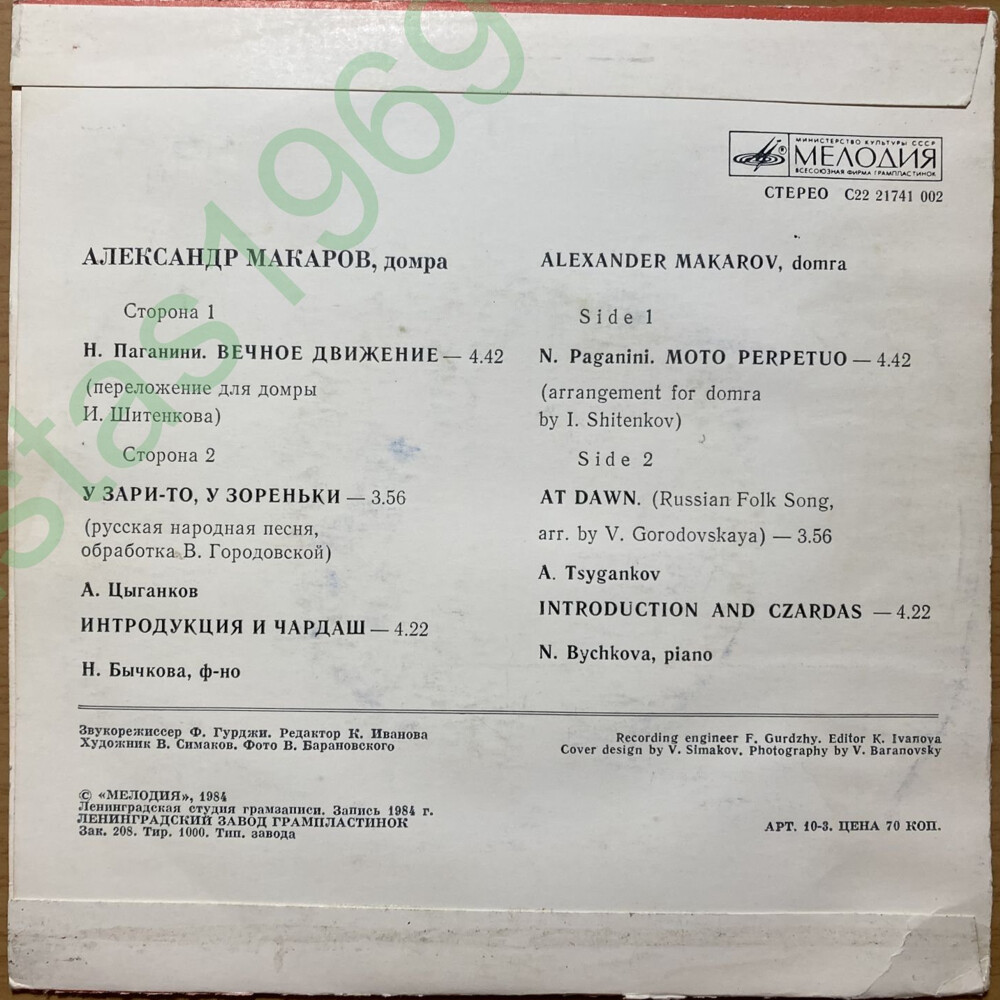 stas1969
МИНИСТЕРСТВО КУЛЬТУРЫ СССР
МЕЛОДИЯ
ВСЕСОЮЗНАЯ ФИРМА ГРАМПЛАСТИНОК
СТЕРЕО С22 21741 002
АЛЕКСАНДР МАКАРОВ, домра
Сторона 1
Н. Паганини. ВЕЧНОЕ ДВИЖЕНИЕ — 4.42
(переложение для домры
И. Шитенкова)
Сторона 2
У ЗАРИ-ТО, У ЗОРЕНЬКИ — 3.56
(русская народная песня,
обработка В. Городовской)
А. Цыганков
ИНТРОДУКЦИЯ И ЧАРДАШ — 4.22
Н. Бычкова, ф-но
ALEXANDER MAKAROV, domra
Side 1
N. Paganini. MOTO PERPETUO — 4.42
(arrangement for domra
by I. Shitenkov)
Side 2
AT DAWN. (Russian Folk Song,
arr. by V. Gorodovskaya) — 3.56
A. Tsygankov
INTRODUCTION AND CZARDAS — 4.22
N. Bychkova, piano
Звукорежиссер Ф. Гурджи. Редактор К. Иванова
Художник В. Симаков. Фото В. Барановского
Recording engineer F. Gurdzhy. Editor K. Ivanova
Cover design by V. Simakov. Photography by V. Baranovsky
© «МЕЛОДИЯ», 1984
Ленинградская студия грамзаписи. Запись 1984 г.
ЛЕНИНГРАДСКИЙ ЗАВОД ГРАМПЛАСТИНОК
Зак. 208. Тир. 1000. Тип. завода
АРТ. 10-3. ЦЕНА 70 КОП.